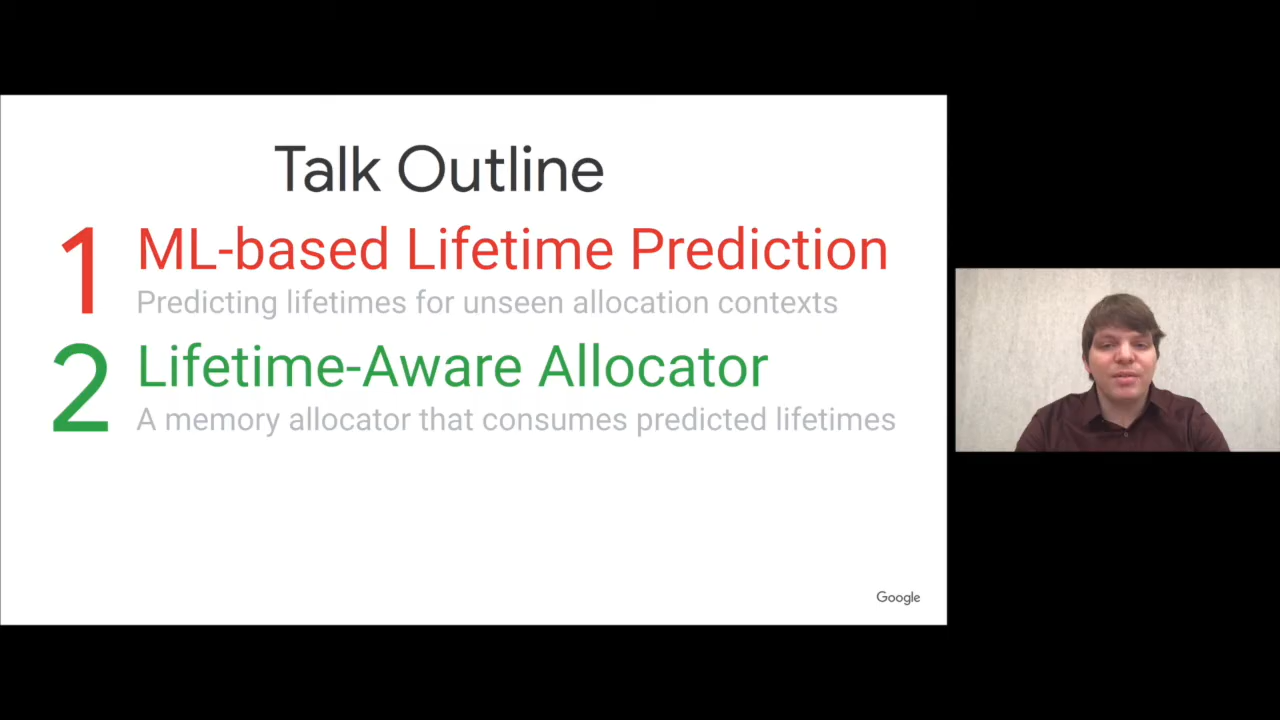 Talk Outline
1 ML-based Lifetime Prediction
Predicting lifetimes for unseen allocation contexts
2 Lifetime-Aware Allocator
A memory allocator that consumes predicted lifetimes
Google